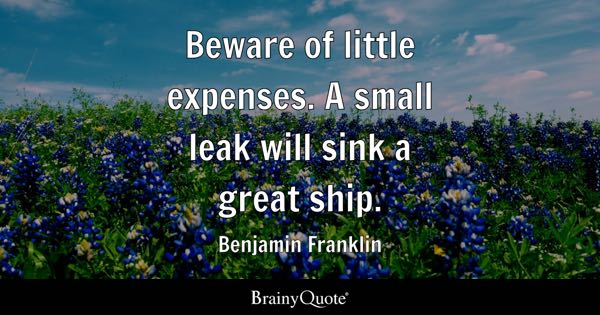 Beware of little
expenses. A small
leak will sink a
great ship.
Benjamin Franklin
BrainyQuote®